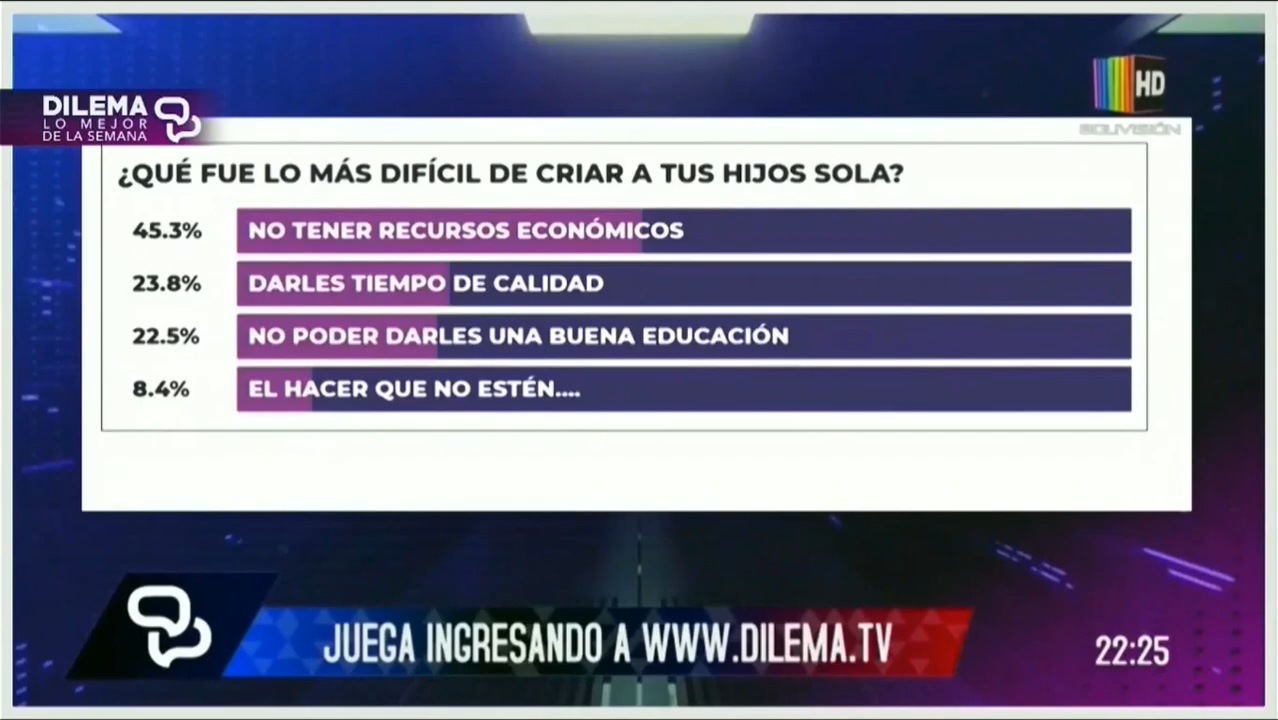 DILEMA
LO MEJOR
DE LA SEMANA
HD
BOLIVISIÓN
¿QUÉ FUE LO MÁS DIFÍCIL DE CRIAR A TUS HIJOS SOLA?
45.3% NO TENER RECURSOS ECONÓMICOS
23.8% DARLES TIEMPO DE CALIDAD
22.5% NO PODER DARLES UNA BUENA EDUCACIÓN
8.4% EL HACER QUE NO ESTÉN....
JUEGA INGRESANDO A WWW.DILEMA.TV
22:25